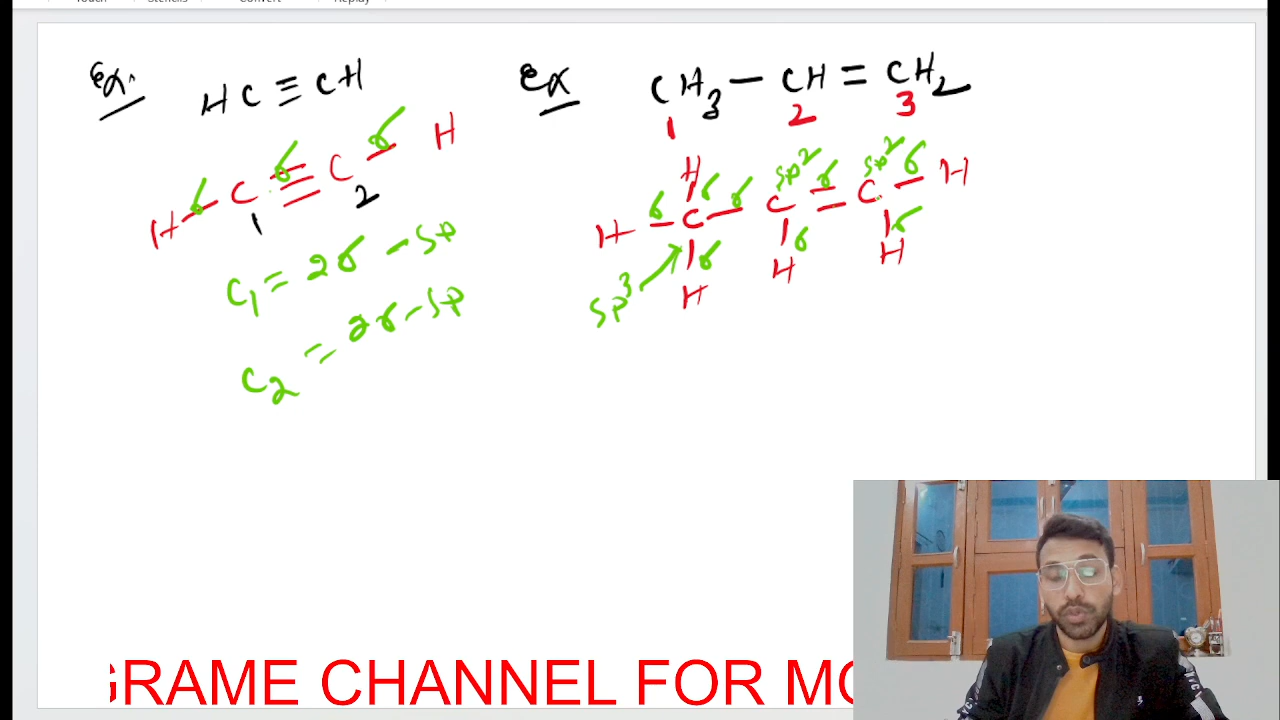 Ex. HC ≡ CH
H – C ≡ C – H
σ σ σ
1 2
C1 = 2σ – SP
C2 = 2σ – SP
Ex CH3 – CH = CH2
1 2 3
H σ σ SP2 σ SP2 σ
H – C – C = C – H
σ σ σ
SP3 H H H
GRAME CHANNEL FOR MO